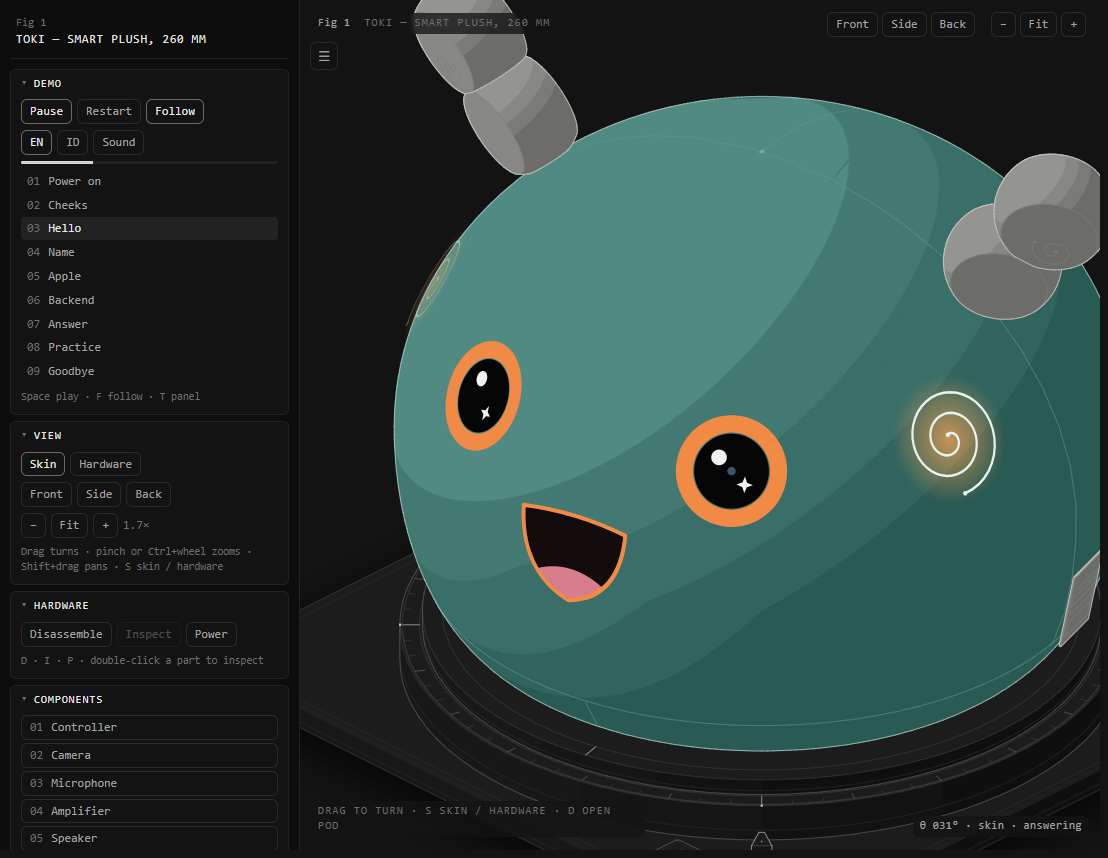 Fig 1
TOKI — SMART PLUSH, 260 MM
DEMO
Pause Restart Follow
EN ID Sound
01 Power on
02 Cheeks
03 Hello
04 Name
05 Apple
06 Backend
07 Answer
08 Practice
09 Goodbye
Space play · F follow · T panel
VIEW
Skin Hardware
Front Side Back
− Fit + 1.7×
Drag turns · pinch or Ctrl+wheel zooms ·
Shift+drag pans · S skin / hardware
HARDWARE
Disassemble Inspect Power
D · I · P · double-click a part to inspect
COMPONENTS
01 Controller
02 Camera
03 Microphone
04 Amplifier
05 Speaker
Fig 1 TOKI — SMART PLUSH, 260 MM
Front Side Back − Fit +
DRAG TO TURN · S SKIN / HARDWARE · D OPEN
POD
θ 031° · skin · answering